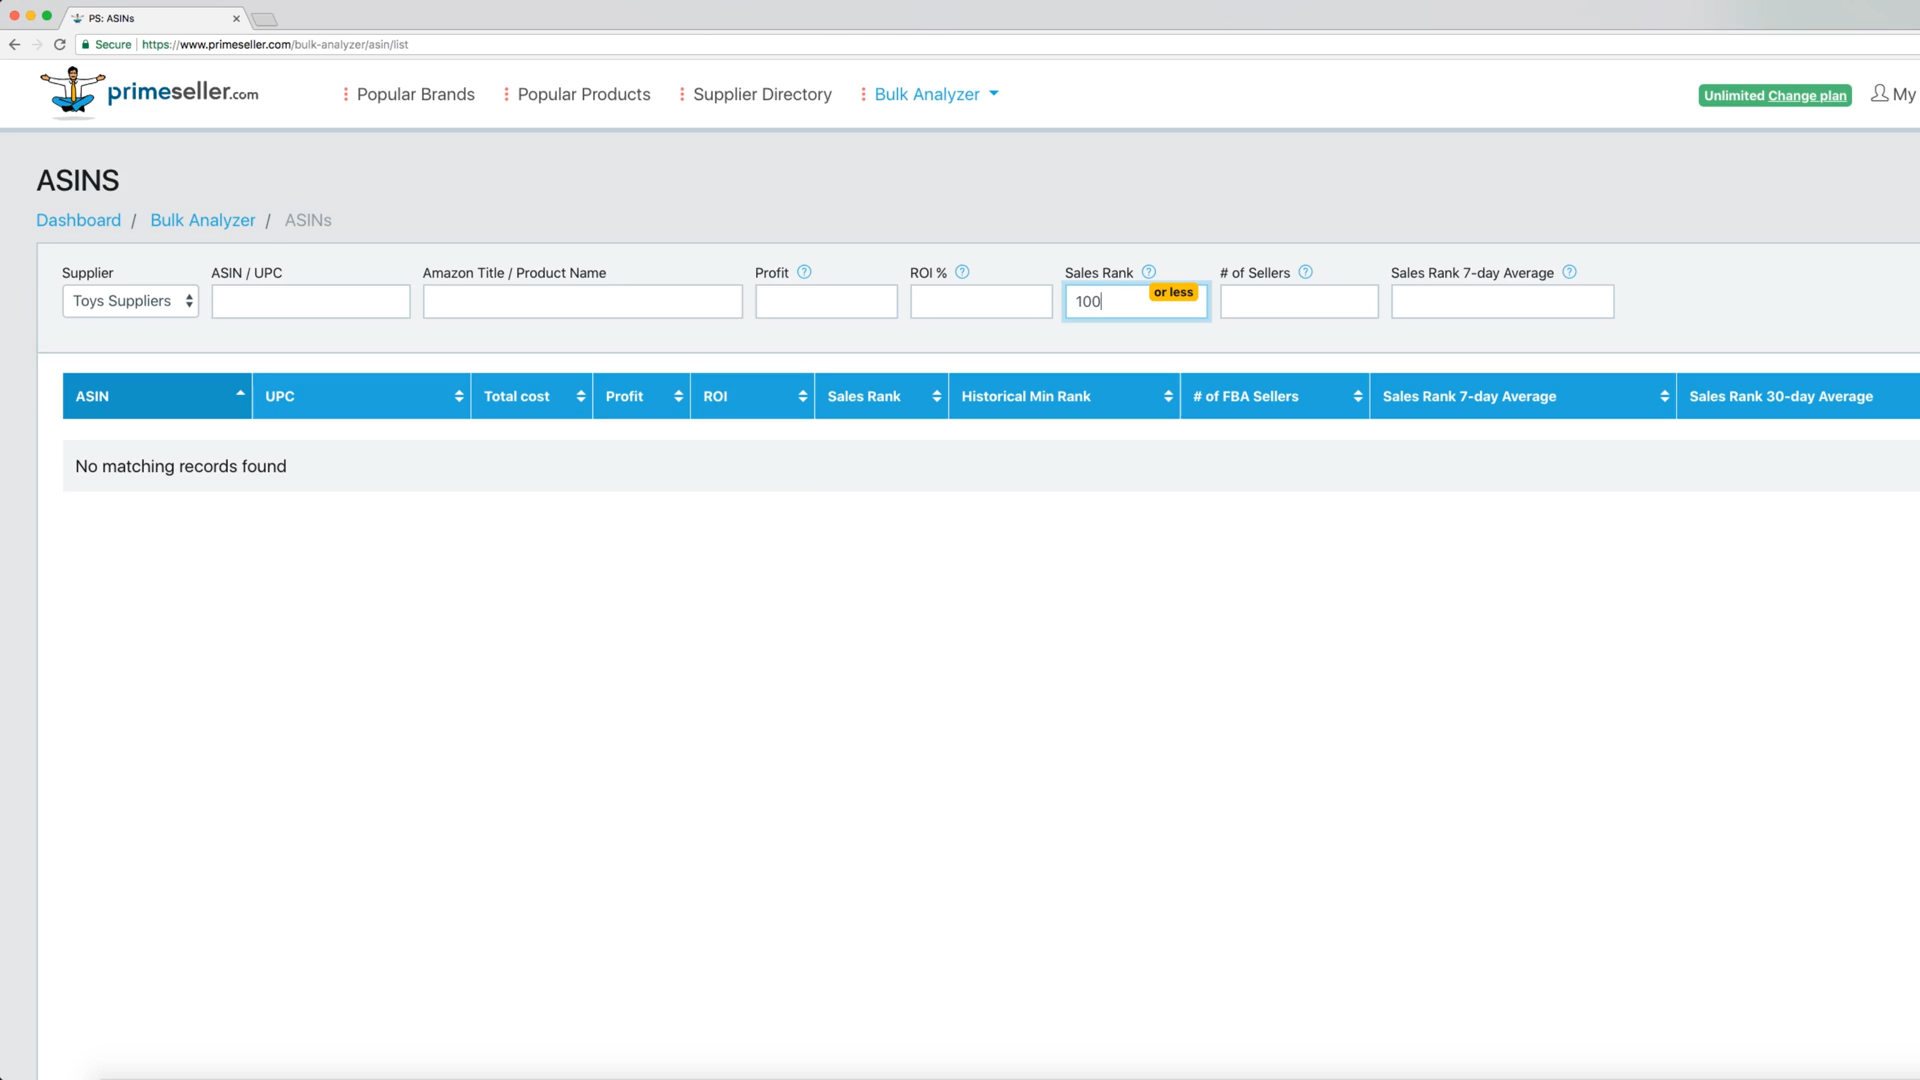 PS: ASINs
Secure https://www.primeseller.com/bulk-analyzer/asin/list
primeseller.com
Popular Brands
Popular Products
Supplier Directory
Bulk Analyzer
Unlimited Change plan
My
ASINS
Dashboard / Bulk Analyzer / ASINs
Supplier
ASIN / UPC
Amazon Title / Product Name
Profit ?
ROI % ?
Sales Rank ?
# of Sellers ?
Sales Rank 7-day Average ?
Toys Suppliers
100
or less
ASIN
UPC
Total cost
Profit
ROI
Sales Rank
Historical Min Rank
# of FBA Sellers
Sales Rank 7-day Average
Sales Rank 30-day Average
No matching records found